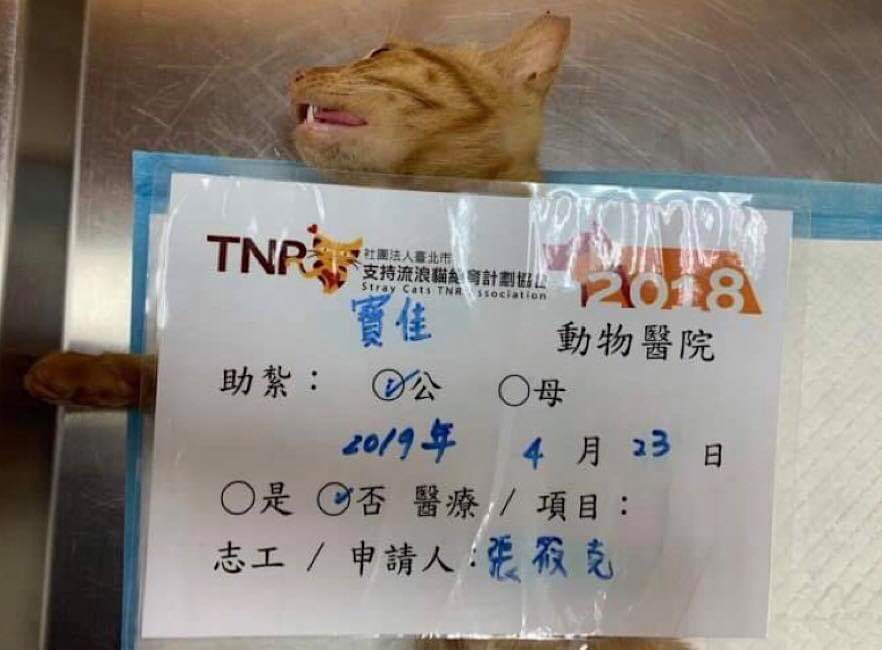 TNR 社團法人臺北市
支持流浪貓絕育計劃協會
Stray Cats TNR Association
2018
寶佳 動物醫院
助紮： ○✓公 ○母
2019年 4月23日
○是 ○✓否 醫療 / 項目：
志工 / 申請人：張筱克